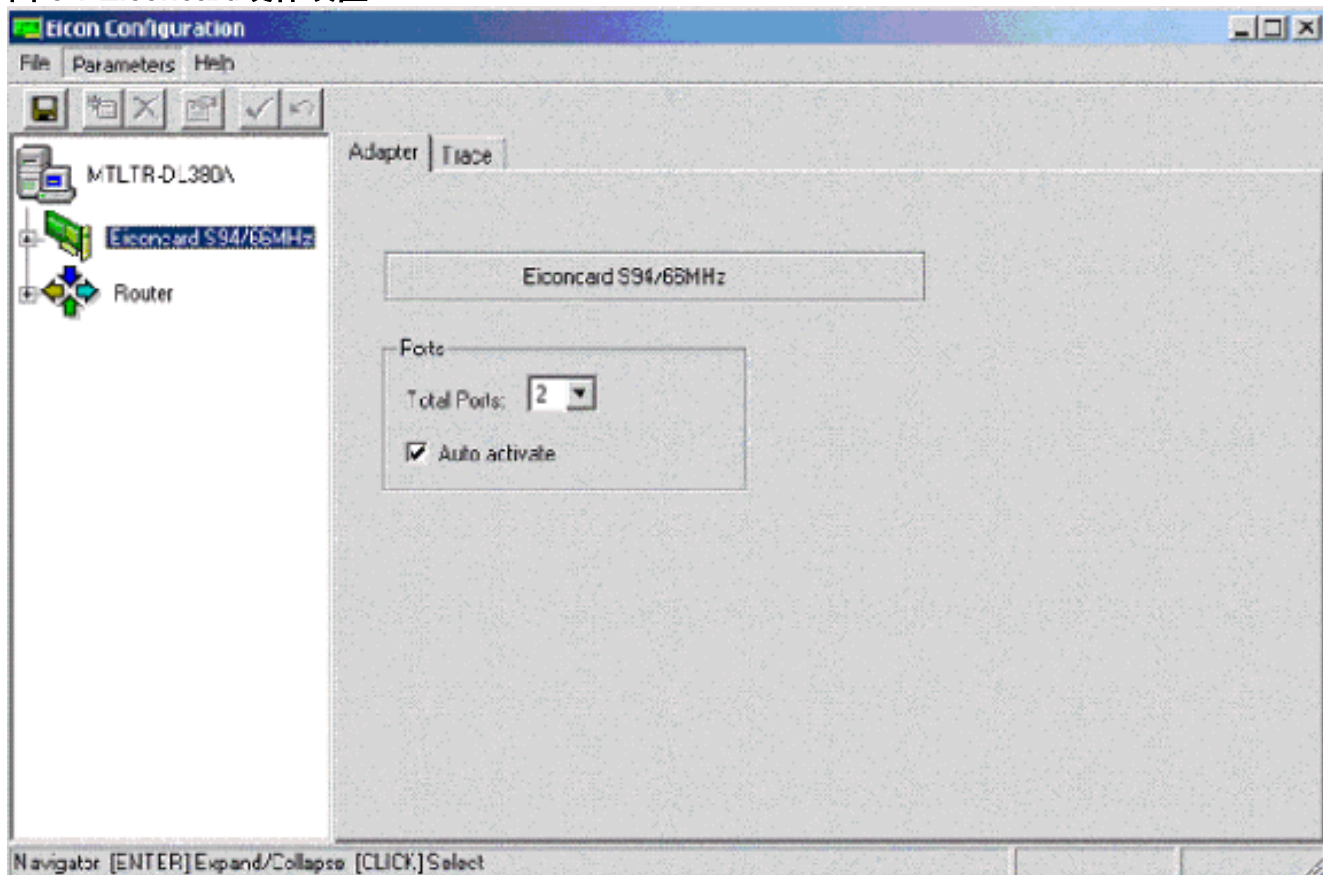 Eicon Configuration
File Parameters Help
MTLTR-DL380A
Eiconcard S94/66MHz
Router
Adapter Trace
Eiconcard S94/66MHz
Ports
Total Ports: 2
Auto activate
Navigator [ENTER]Expand/Collapse [CLICK]Select